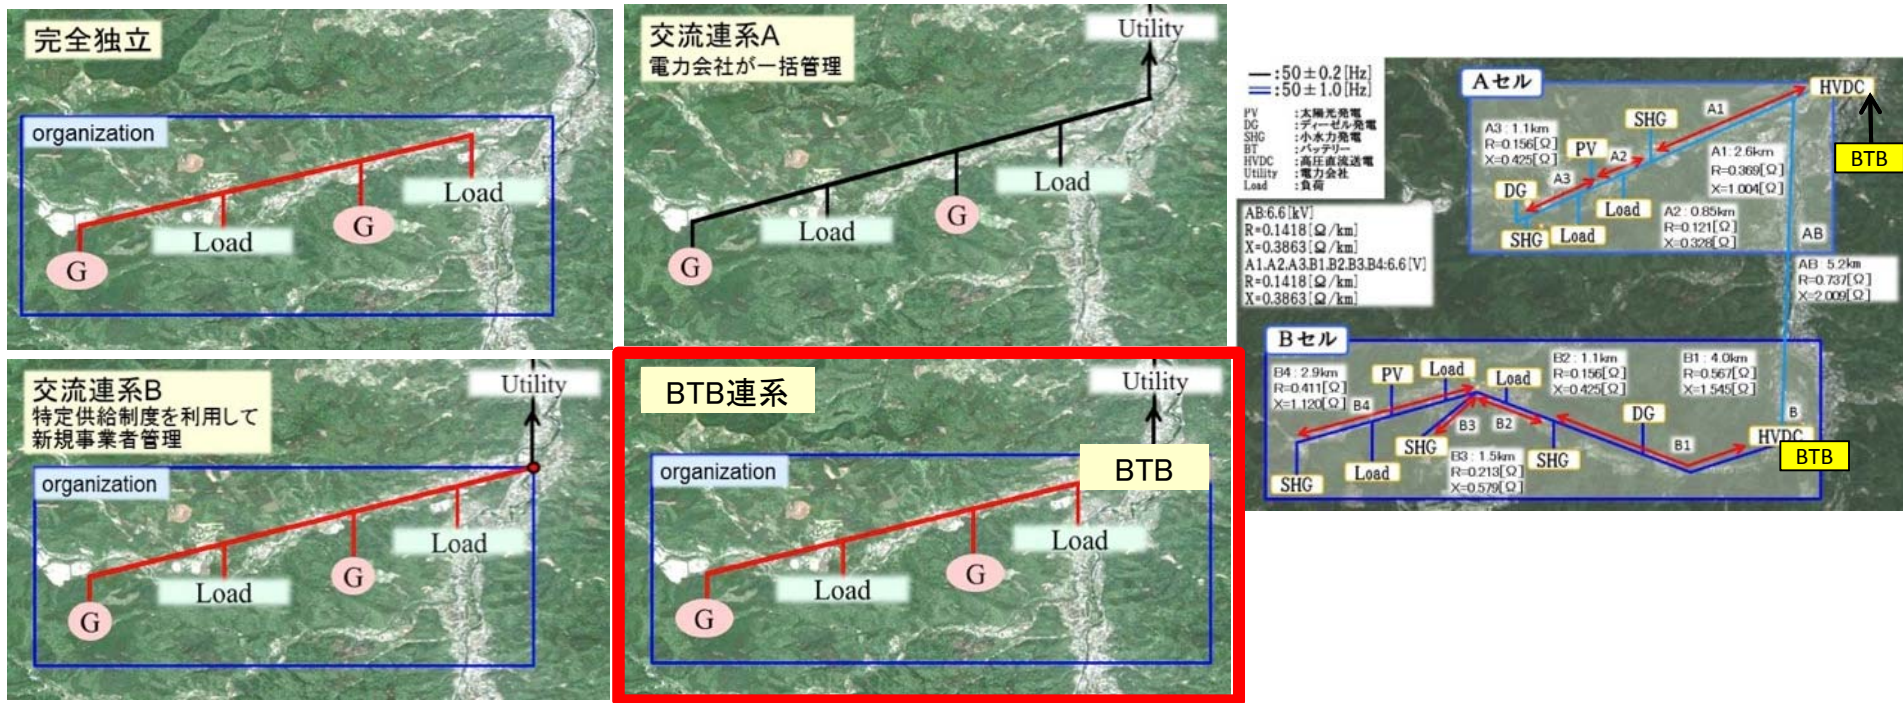 完全独立
organization
Load
G
Load
G
交流連系A
電力会社が一括管理
Utility
Load
G
Load
G
交流連系B
特定供給制度を利用して
新規事業者管理
Utility
organization
Load
G
Load
G
BTB連系
Utility
BTB
organization
Load
G
Load
G
:50±0.2[Hz]
:50±1.0[Hz]
PV :太陽光発電
DG :ディーゼル発電
SHG :小水力発電
BT :バッテリー
HVDC :高圧直流送電
Utility :電力会社
Load :負荷
AB:6.6[kV]
R=0.1418[Ω/km]
X=0.3863[Ω/km]
A1,A2,A3,B1,B2,B3,B4:6.6[V]
R=0.1418[Ω/km]
X=0.3863[Ω/km]
Aセル
HVDC
BTB
A1
SHG
A3 : 1.1km
R=0.156[Ω]
X=0.425[Ω]
PV
A2
A1 : 2.6km
R=0.369[Ω]
X=1.004[Ω]
A3
DG
Load
SHG
Load
A2 : 0.85km
R=0.121[Ω]
X=0.328[Ω]
AB
AB : 5.2km
R=0.737[Ω]
X=2.009[Ω]
Bセル
B4 : 2.9km
R=0.411[Ω]
X=1.120[Ω]
PV
Load
Load
B2 : 1.1km
R=0.156[Ω]
X=0.425[Ω]
B1 : 4.0km
R=0.567[Ω]
X=1.545[Ω]
B4
DG
B
B3
B2
HVDC
BTB
SHG
B1
Load
SHG
SHG
B3 : 1.5km
R=0.213[Ω]
X=0.579[Ω]